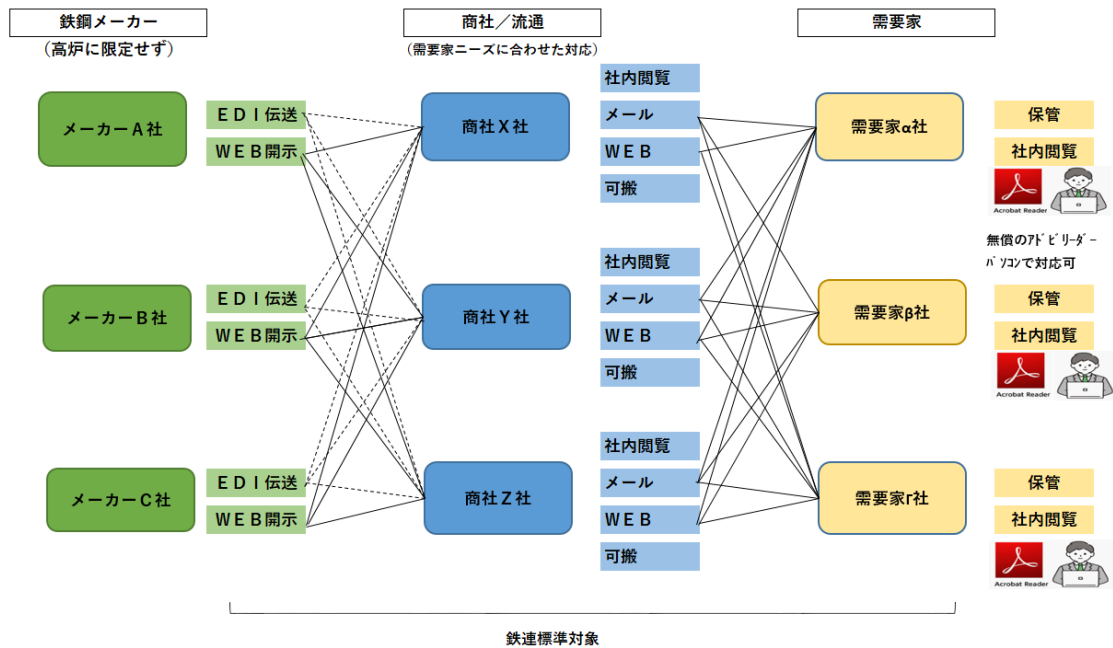 鉄鋼メーカー
（高炉に限定せず）
商社／流通
（需要家ニーズに合わせた対応）
需要家
メーカーＡ社
ＥＤＩ伝送
ＷＥＢ開示
商社Ｘ社
社内閲覧
メール
ＷＥＢ
可搬
需要家α社
保管
社内閲覧
Acrobat Reader
無償のｱﾄﾞﾋﾞﾘｰﾀﾞｰ
ﾊﾟｿｺﾝで対応可
メーカーＢ社
ＥＤＩ伝送
ＷＥＢ開示
商社Ｙ社
社内閲覧
メール
ＷＥＢ
可搬
需要家β社
保管
社内閲覧
Acrobat Reader
メーカーＣ社
ＥＤＩ伝送
ＷＥＢ開示
商社Ｚ社
社内閲覧
メール
ＷＥＢ
可搬
需要家Γ社
保管
社内閲覧
Acrobat Reader
鉄連標準対象